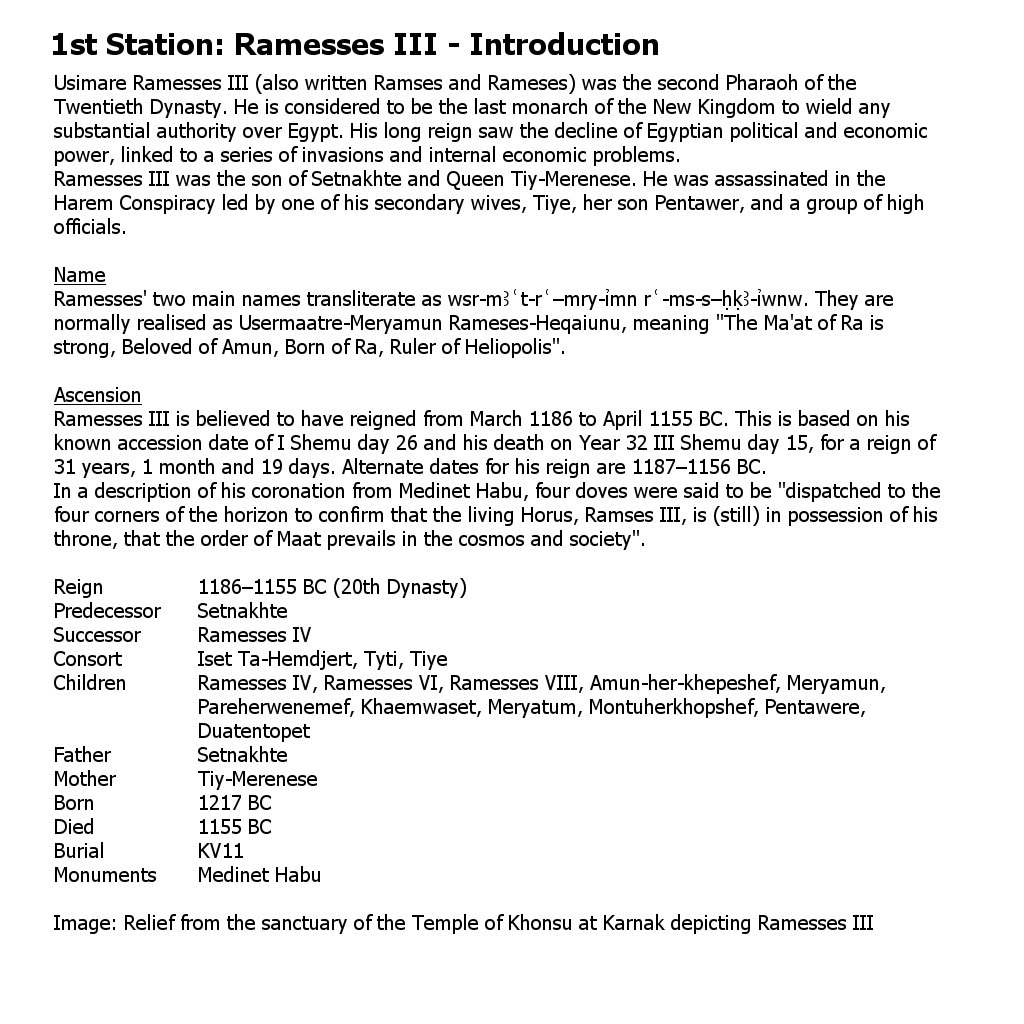 1st Station: Ramesses III - Introduction
Usimare Ramesses III (also written Ramses and Rameses) was the second Pharaoh of the
Twentieth Dynasty. He is considered to be the last monarch of the New Kingdom to wield any
substantial authority over Egypt. His long reign saw the decline of Egyptian political and economic
power, linked to a series of invasions and internal economic problems.
Ramesses III was the son of Setnakhte and Queen Tiy-Merenese. He was assassinated in the
Harem Conspiracy led by one of his secondary wives, Tiye, her son Pentawer, and a group of high
officials.
Name
Ramesses' two main names transliterate as wsr-mꜣʿt-rʿ–mry-ỉmn rʿ-ms-s–ḥḳꜣ-ỉwnw. They are
normally realised as Usermaatre-Meryamun Rameses-Heqaiunu, meaning "The Ma'at of Ra is
strong, Beloved of Amun, Born of Ra, Ruler of Heliopolis".
Ascension
Ramesses III is believed to have reigned from March 1186 to April 1155 BC. This is based on his
known accession date of I Shemu day 26 and his death on Year 32 III Shemu day 15, for a reign of
31 years, 1 month and 19 days. Alternate dates for his reign are 1187–1156 BC.
In a description of his coronation from Medinet Habu, four doves were said to be "dispatched to the
four corners of the horizon to confirm that the living Horus, Ramses III, is (still) in possession of his
throne, that the order of Maat prevails in the cosmos and society".
Reign 1186–1155 BC (20th Dynasty)
Predecessor Setnakhte
Successor Ramesses IV
Consort Iset Ta-Hemdjert, Tyti, Tiye
Children Ramesses IV, Ramesses VI, Ramesses VIII, Amun-her-khepeshef, Meryamun,
Pareherwenemef, Khaemwaset, Meryatum, Montuherkhopshef, Pentawere,
Duatentopet
Father Setnakhte
Mother Tiy-Merenese
Born 1217 BC
Died 1155 BC
Burial KV11
Monuments Medinet Habu
Image: Relief from the sanctuary of the Temple of Khonsu at Karnak depicting Ramesses III